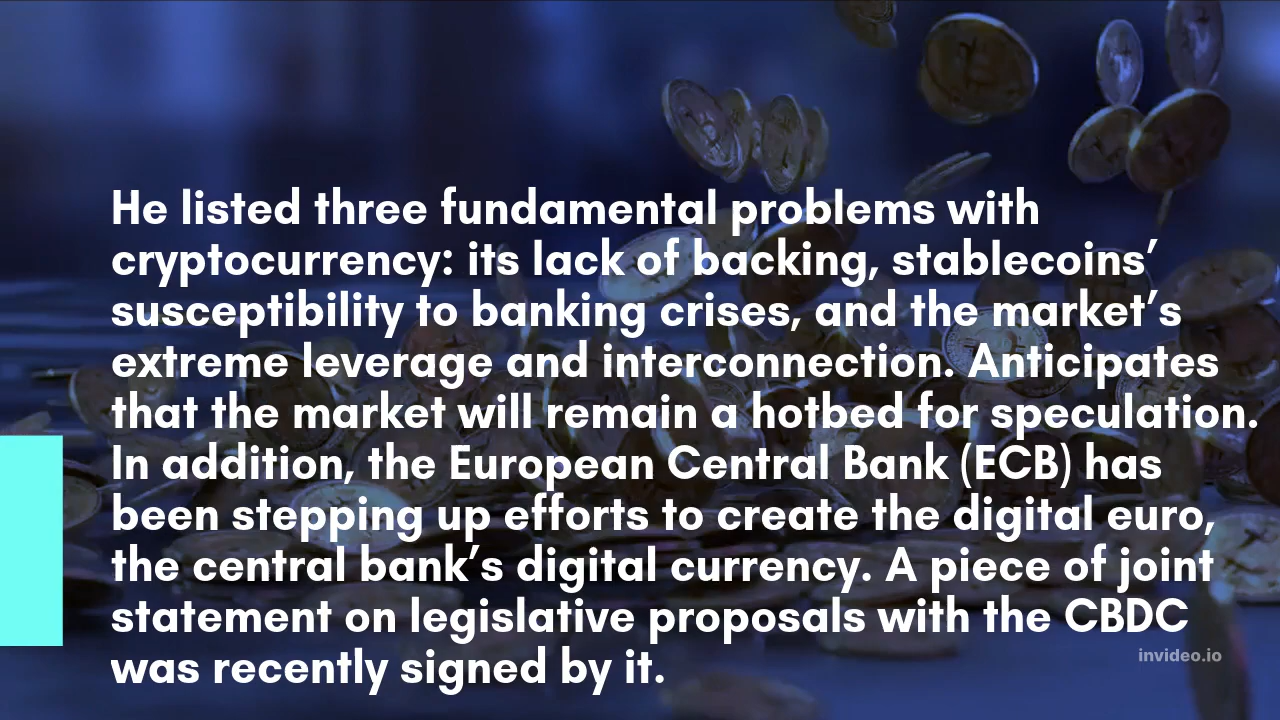 He listed three fundamental problems with
cryptocurrency: its lack of backing, stablecoins’
susceptibility to banking crises, and the market’s
extreme leverage and interconnection. Anticipates
that the market will remain a hotbed for speculation.
In addition, the European Central Bank (ECB) has
been stepping up efforts to create the digital euro,
the central bank’s digital currency. A piece of joint
statement on legislative proposals with the CBDC
was recently signed by it.
invideo.io